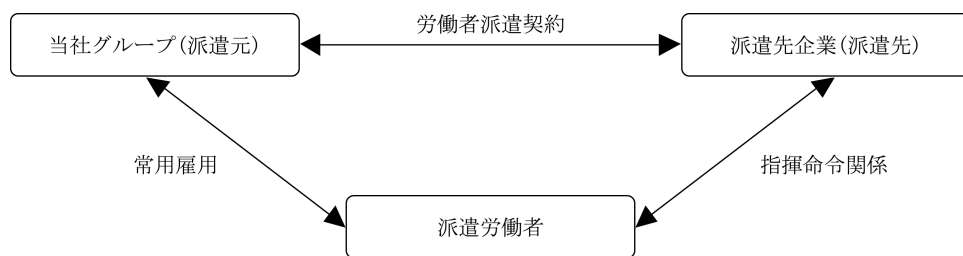 労働者派遣契約
当社グループ(派遣元)
派遣先企業(派遣先)
常用雇用
指揮命令関係
派遣労働者